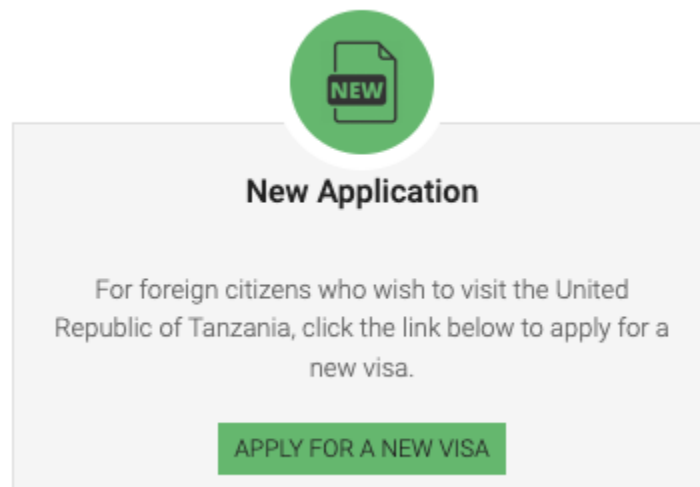 NEW
New Application
For foreign citizens who wish to visit the United
Republic of Tanzania, click the link below to apply for a
new visa.
APPLY FOR A NEW VISA